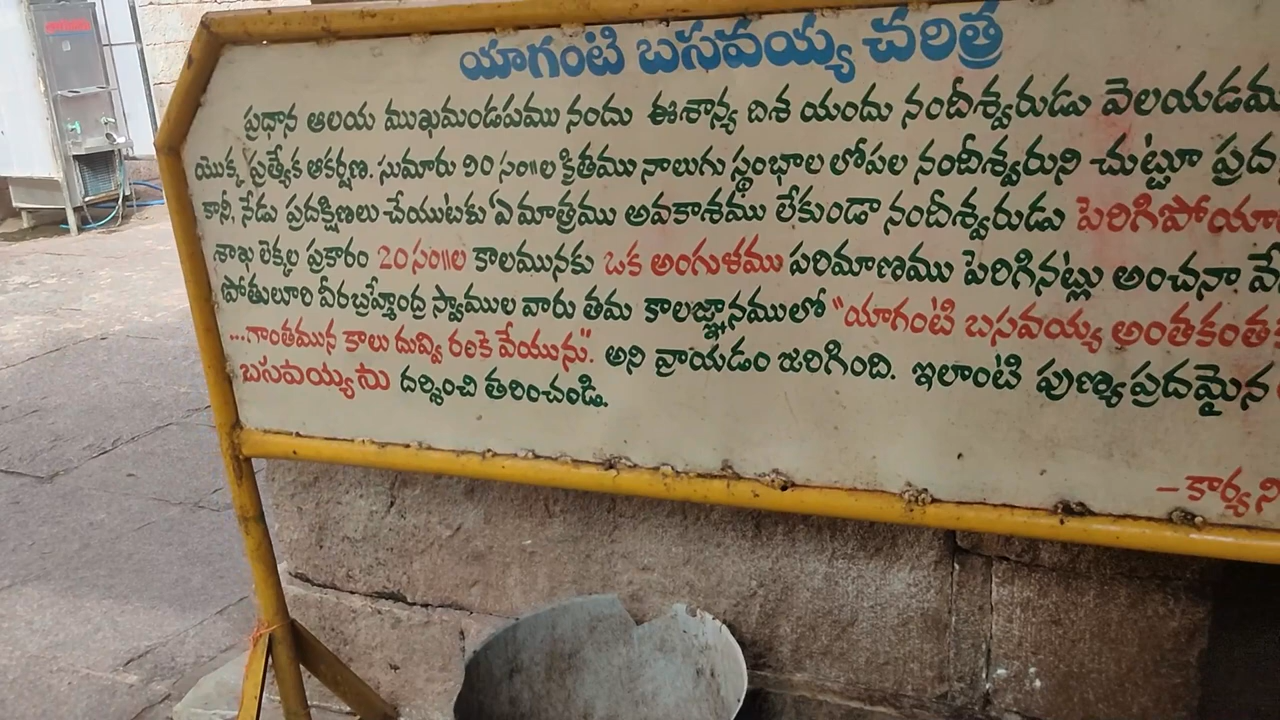 యాగంటి బసవయ్య చరిత్ర
ప్రధాన ఆలయ ముఖమండపము నందు ఈశాన్య దిశ యందు నందీశ్వరుడు వెలయడము
యొక్క ప్రత్యేక ఆకర్షణ. సుమారు 90 సం॥ల క్రితము నాలుగు స్థంభాల లోపల నందీశ్వరుని చుట్టూ ప్రద
కానీ, నేడు ప్రదక్షిణలు చేయుటకు ఏ మాత్రము అవకాశము లేకుండా నందీశ్వరుడు పెరిగిపోయా
శాఖ లెక్కల ప్రకారం 20సం॥ల కాలమునకు ఒక అంగుళము పరిమాణము పెరిగినట్లు అంచనా వే
పోతులూరి వీరబ్రహ్మేంద్ర స్వాముల వారు తమ కాలజ్ఞానములో "యాగంటి బసవయ్య అంతకంత
...గాంతమున కాలు దువ్వి రంకె వేయును". అని వ్రాయడం జరిగింది. ఇలాంటి పుణ్యప్రదమైన
బసవయ్యను దర్శించి తరించండి.
- కార్య ని